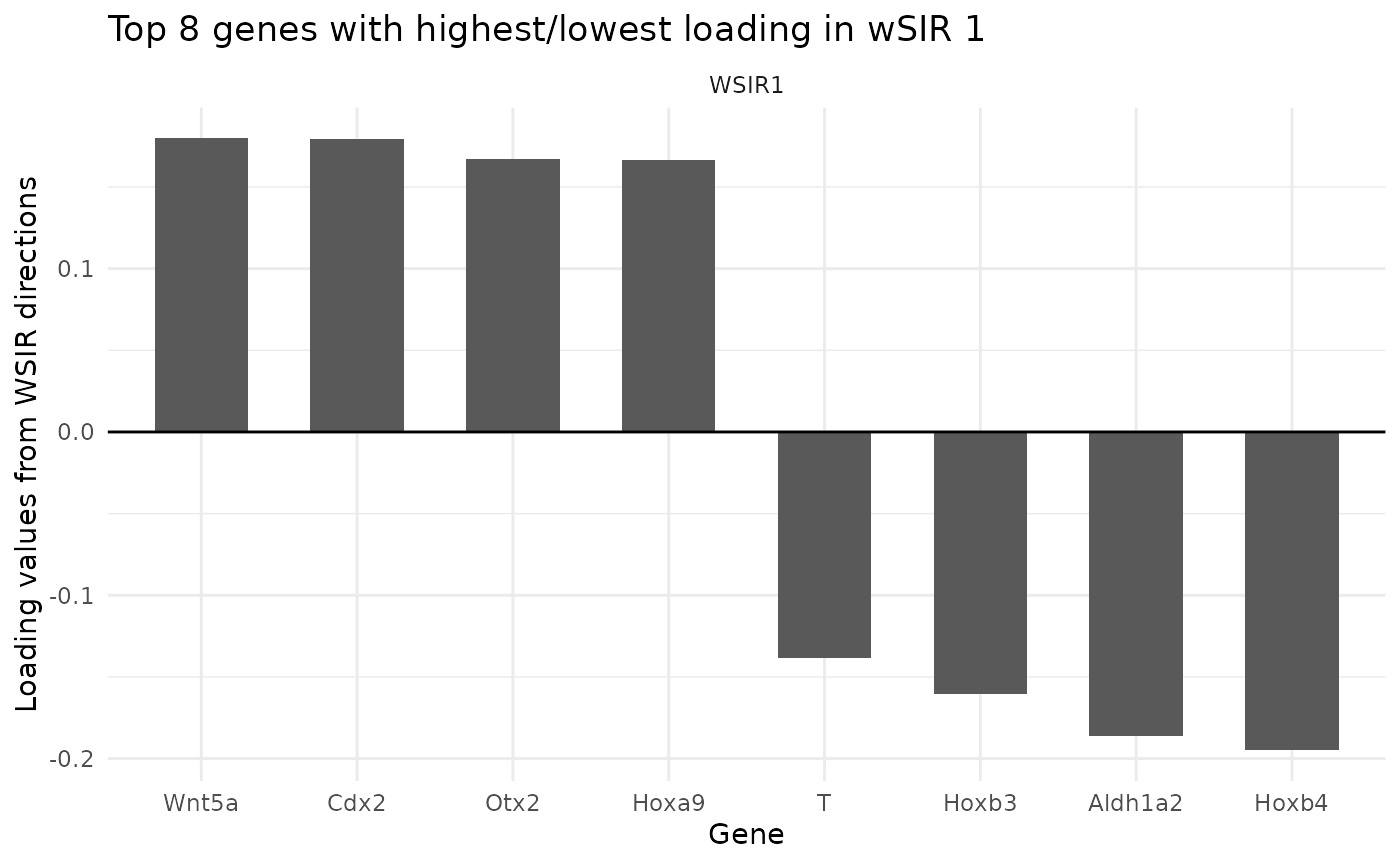 Top 8 genes with highest/lowest loading in wSIR 1
WSIR1
Loading values from WSIR directions
0.1
0.0
-0.1
-0.2
Wnt5a Cdx2 Otx2 Hoxa9 T Hoxb3 Aldh1a2 Hoxb4
Gene